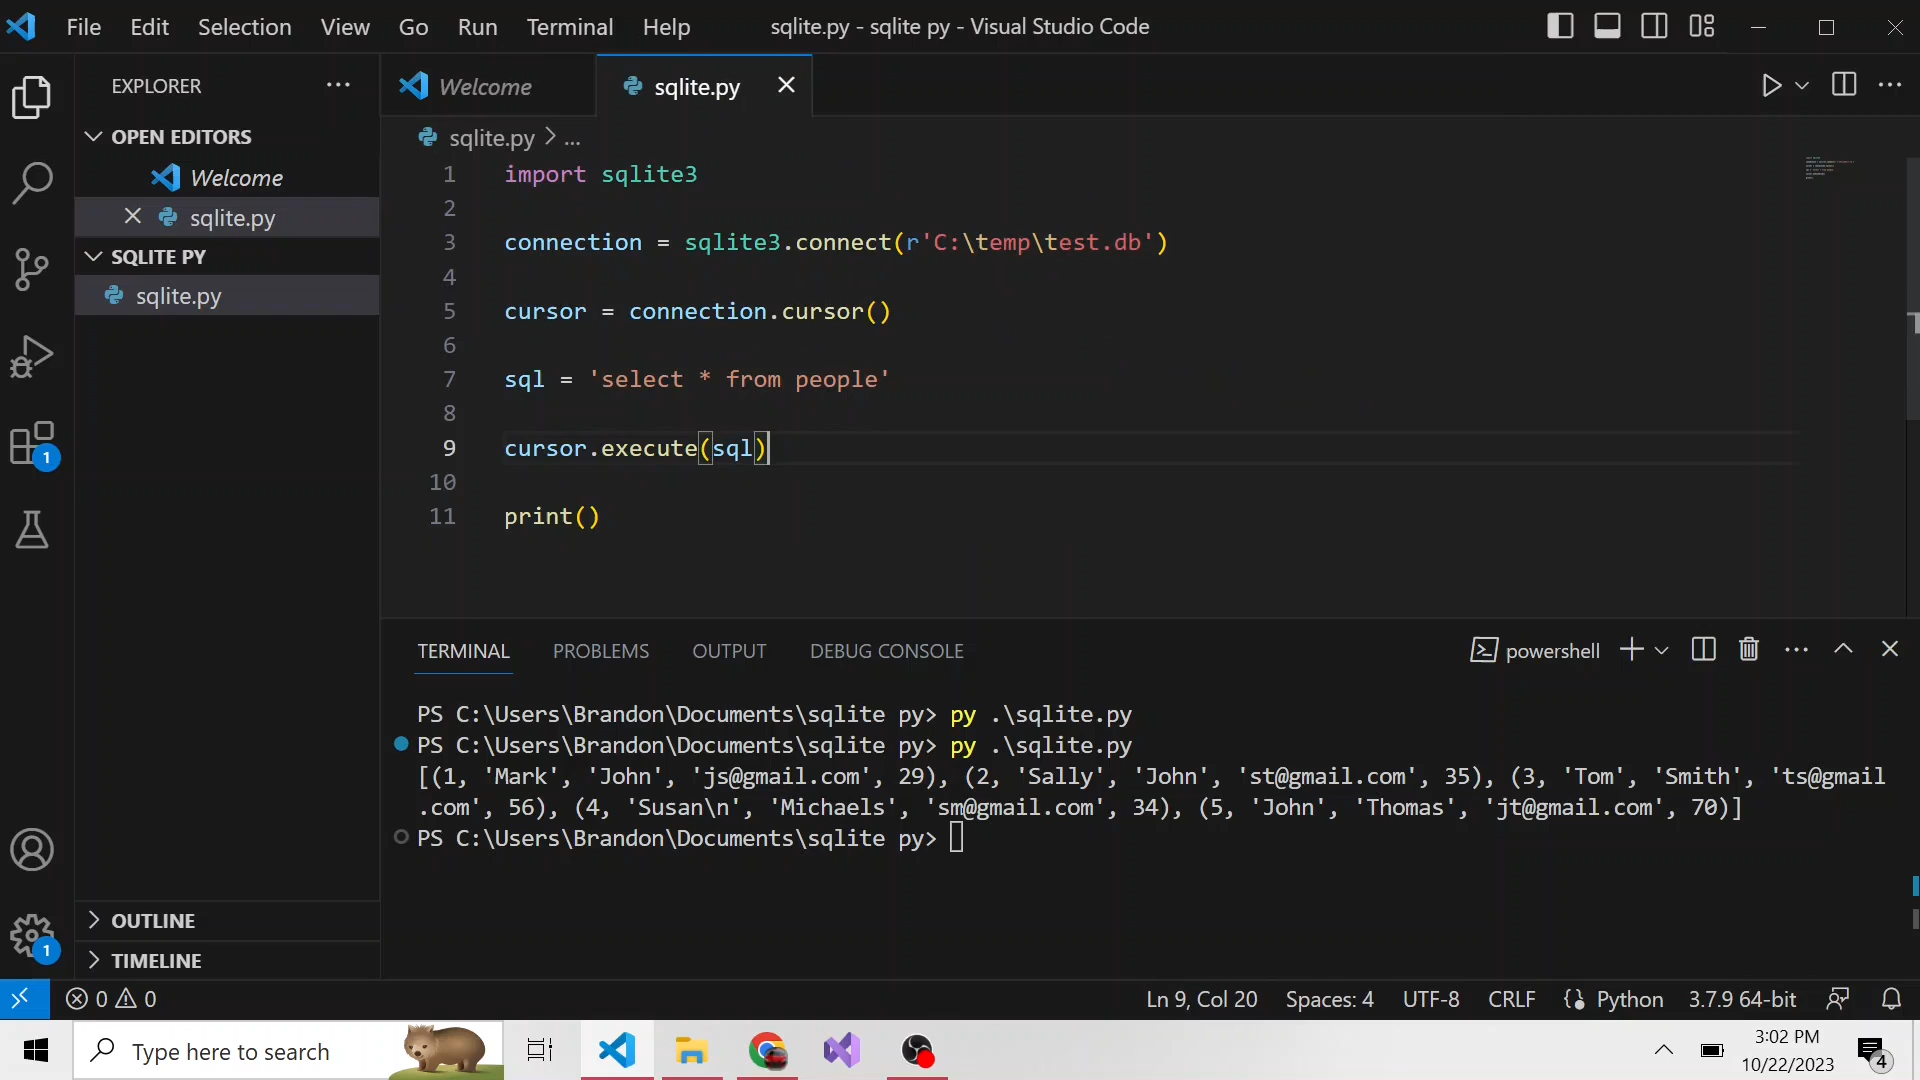 File Edit Selection View Go Run Terminal Help sqlite.py - sqlite py - Visual Studio Code
EXPLORER
Welcome sqlite.py
OPEN EDITORS
Welcome
sqlite.py
SQLITE PY
sqlite.py
OUTLINE
TIMELINE
sqlite.py > ...
1 import sqlite3
2
3 connection = sqlite3.connect(r'C:\temp\test.db')
4
5 cursor = connection.cursor()
6
7 sql = 'select * from people'
8
9 cursor.execute(sql)
10
11 print()
TERMINAL PROBLEMS OUTPUT DEBUG CONSOLE powershell
PS C:\Users\Brandon\Documents\sqlite py> py .\sqlite.py
PS C:\Users\Brandon\Documents\sqlite py> py .\sqlite.py
[(1, 'Mark', 'John', 'js@gmail.com', 29), (2, 'Sally', 'John', 'st@gmail.com', 35), (3, 'Tom', 'Smith', 'ts@gmail
.com', 56), (4, 'Susan\n', 'Michaels', 'sm@gmail.com', 34), (5, 'John', 'Thomas', 'jt@gmail.com', 70)]
PS C:\Users\Brandon\Documents\sqlite py>
1
1
0 0 Ln 9, Col 20 Spaces: 4 UTF-8 CRLF Python 3.7.9 64-bit
Type here to search
3:02 PM
10/22/2023
4